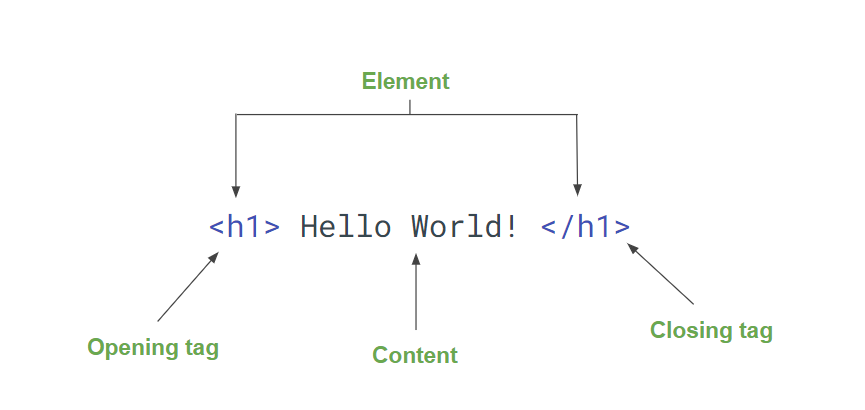 Element
<h1> Hello World! </h1>
Opening tag
Content
Closing tag